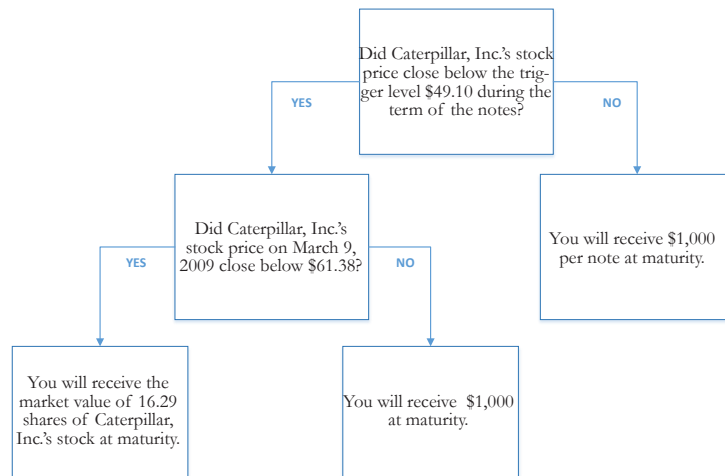 Did Caterpillar, Inc.'s stock
price close below the trig-
ger level $49.10 during the
term of the notes?
YES
NO
Did Caterpillar, Inc.'s
stock price on March 9,
2009 close below $61.38?
You will receive $1,000
per note at maturity.
YES
NO
You will receive the
market value of 16.29
shares of Caterpillar,
Inc.'s stock at maturity.
You will receive $1,000
at maturity.